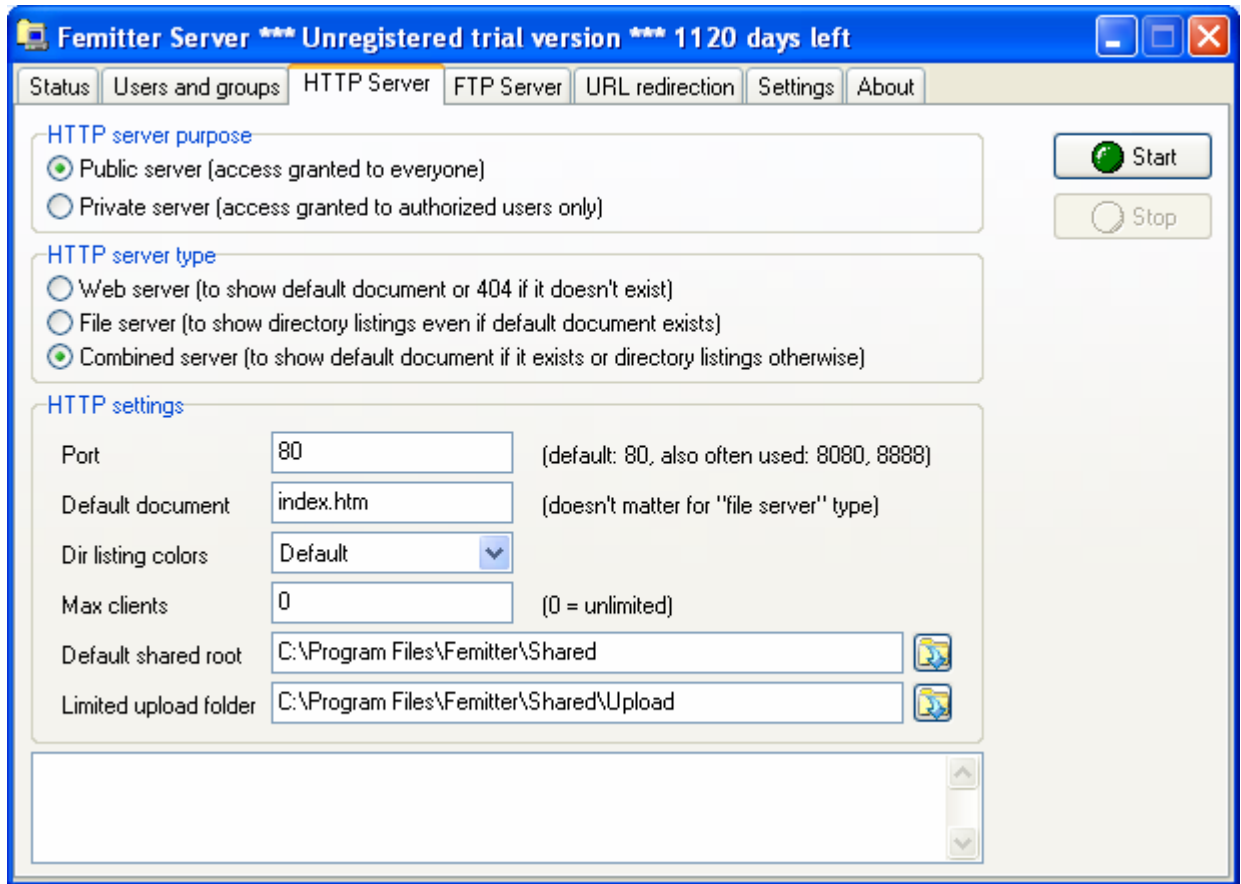 Femitter Server *** Unregistered trial version *** 1120 days left
Status Users and groups HTTP Server FTP Server URL redirection Settings About
HTTP server purpose
Public server (access granted to everyone)
Private server (access granted to authorized users only)
Start
Stop
HTTP server type
Web server (to show default document or 404 if it doesn't exist)
File server (to show directory listings even if default document exists)
Combined server (to show default document if it exists or directory listings otherwise)
HTTP settings
Port 80 (default: 80, also often used: 8080, 8888)
Default document index.htm (doesn't matter for "file server" type)
Dir listing colors Default
Max clients 0 (0 = unlimited)
Default shared root C:\Program Files\Femitter\Shared
Limited upload folder C:\Program Files\Femitter\Shared\Upload